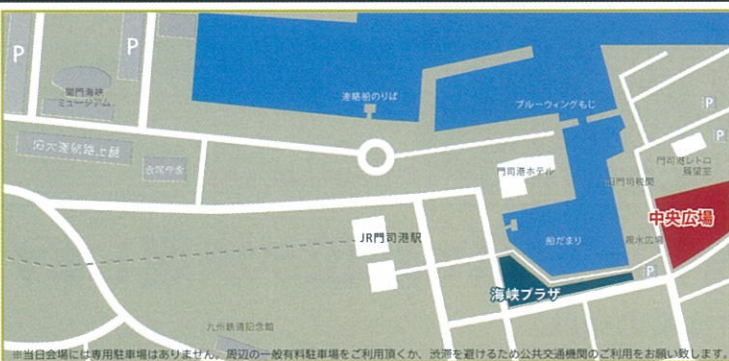 P
P
関門海峡
ミュージアム
連絡船のりば
ブルーウィングもじ
P
P
旧大連航路上屋
合同庁舎
門司港ホテル
門司港レトロ
展望室
旧門司税関
中央広場
JR門司港駅
船だまり
親水広場
P
海峡プラザ
九州鉄道記念館
※当日会場には専用駐車場はありません。周辺の一般有料駐車場をご利用頂くか、渋滞を避けるため公共交通機関のご利用をお願い致します。